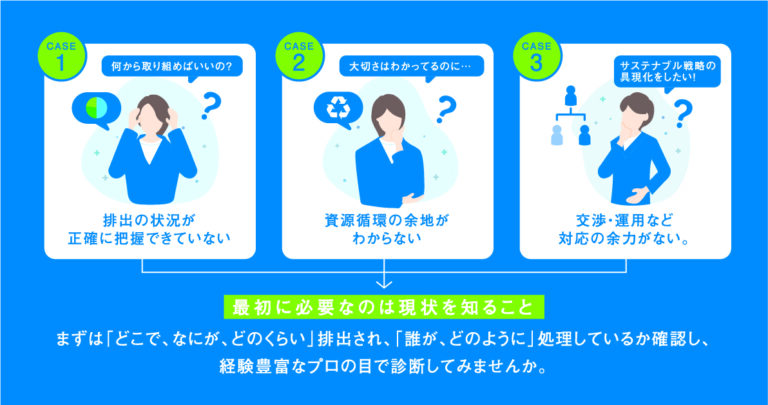 CASE
1
何から取り組めばいいの?
排出の状況が
正確に把握できていない
CASE
2
大切さはわかってるのに…
資源循環の余地が
わからない
CASE
3
サステナブル戦略の
具現化をしたい!
交渉・運用など
対応の余力がない。
最初に必要なのは現状を知ること
まずは「どこで、なにが、どのくらい」排出され、「誰が、どのように」処理しているか確認し、
経験豊富なプロの目で診断してみませんか。